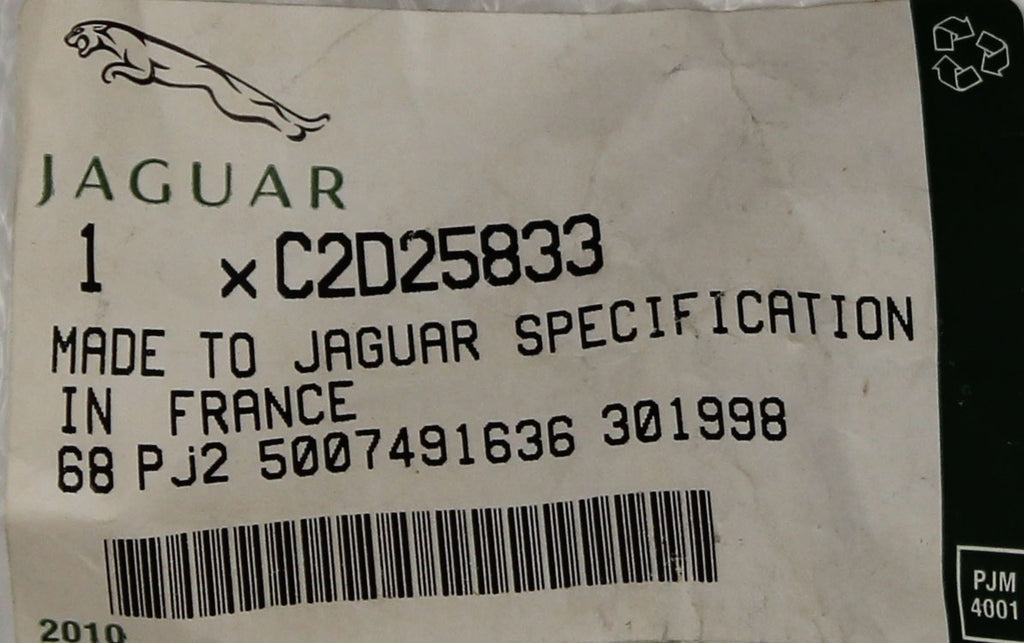 JAGUAR
1 x C2D25833
MADE TO JAGUAR SPECIFICATION
IN FRANCE
68 Pj2 5007491636 301998
2010
PJM
4001